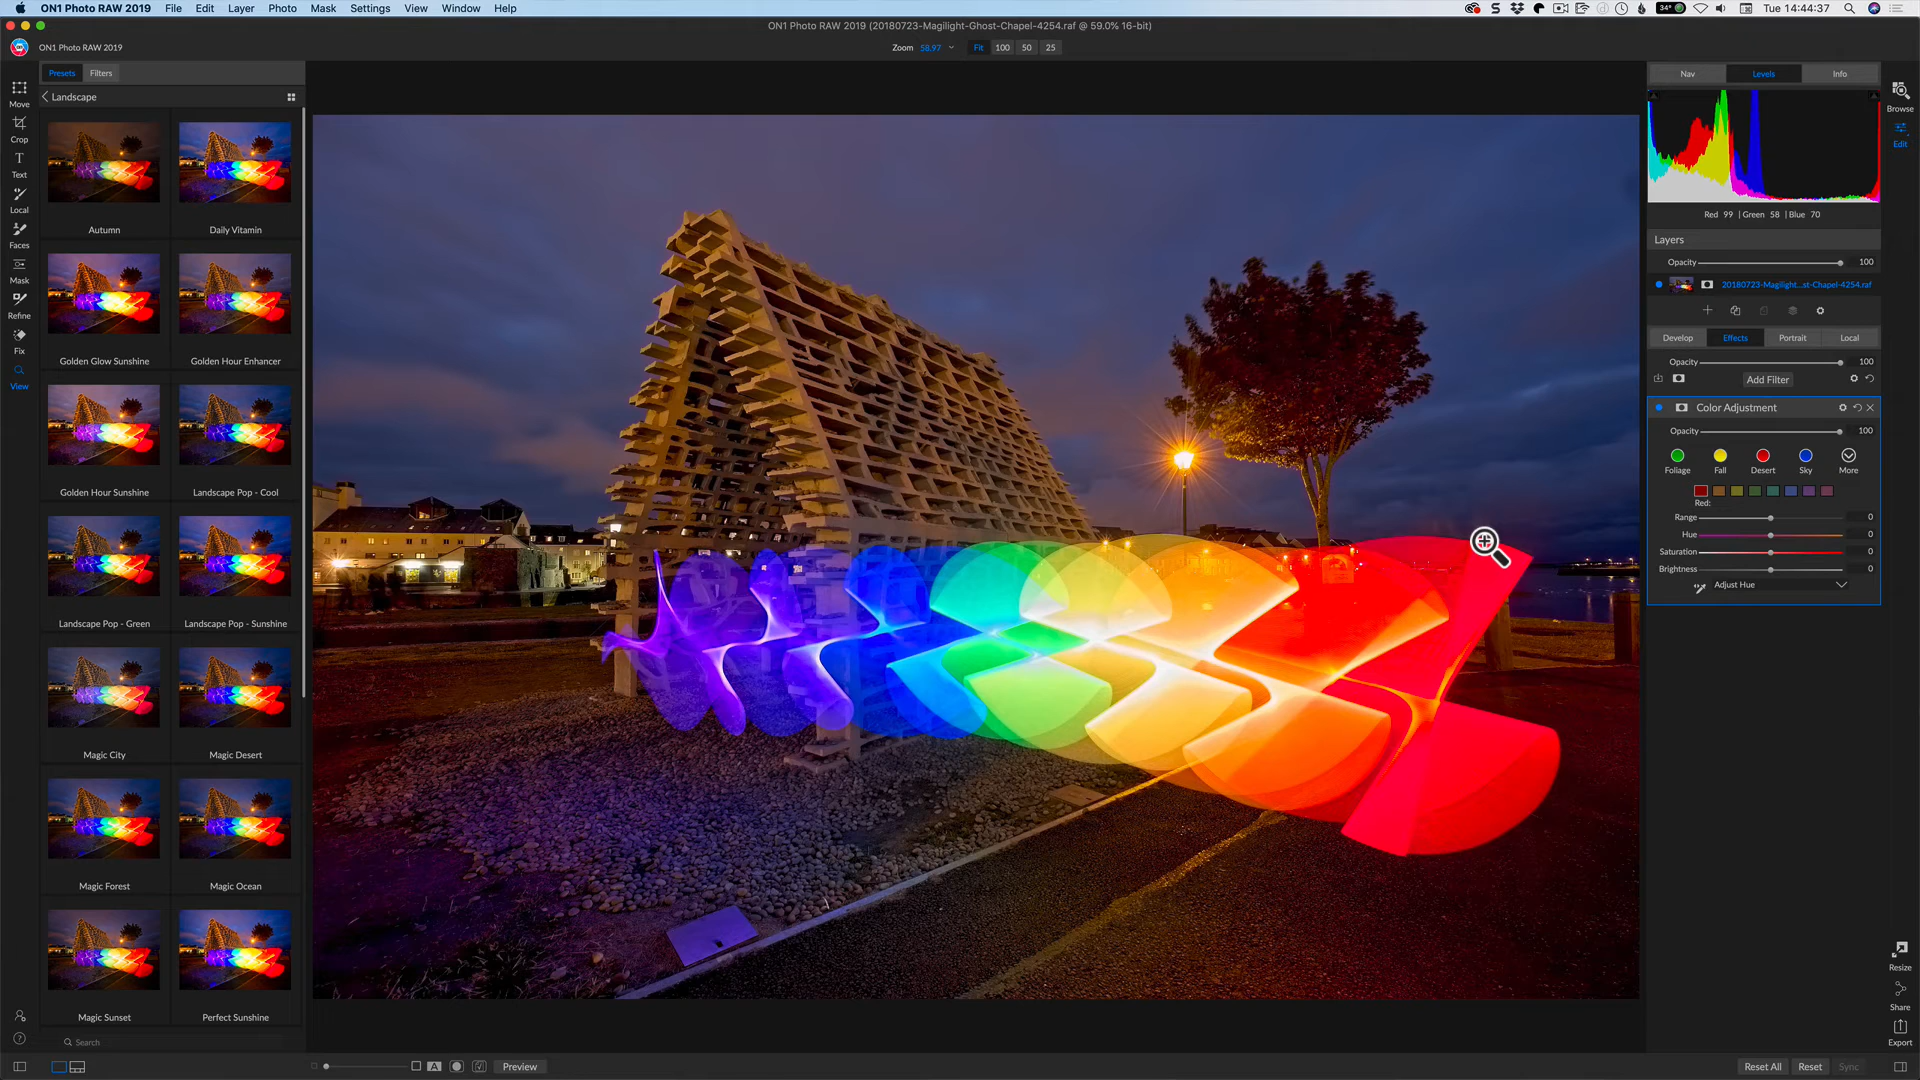 ON1 Photo RAW 2019 File Edit Layer Photo Mask Settings View Window Help
34° Tue 14:44:37
ON1 Photo RAW 2019 (20180723-Magilight-Ghost-Chapel-4254.raf @ 59.0% 16-bit)
ON1 Photo RAW 2019
Zoom 58.97 Fit 100 50 25
Presets Filters
Landscape
Move
Crop
Text
Local
Faces
Mask
Refine
Fix
View
Autumn Daily Vitamin
Golden Glow Sunshine Golden Hour Enhancer
Golden Hour Sunshine Landscape Pop - Cool
Landscape Pop - Green Landscape Pop - Sunshine
Magic City Magic Desert
Magic Forest Magic Ocean
Magic Sunset Perfect Sunshine
Search
Preview
Nav Levels Info
Red 99 | Green 58 | Blue 70
Layers
Opacity 100
20180723-Magilight...st-Chapel-4254.raf
Develop Effects Portrait Local
Opacity 100
Add Filter
Color Adjustment
Opacity 100
Foliage Fall Desert Sky More
Red:
Range 0
Hue 0
Saturation 0
Brightness 0
Adjust Hue
Browse
Edit
Resize
Share
Export
Reset All Reset Sync